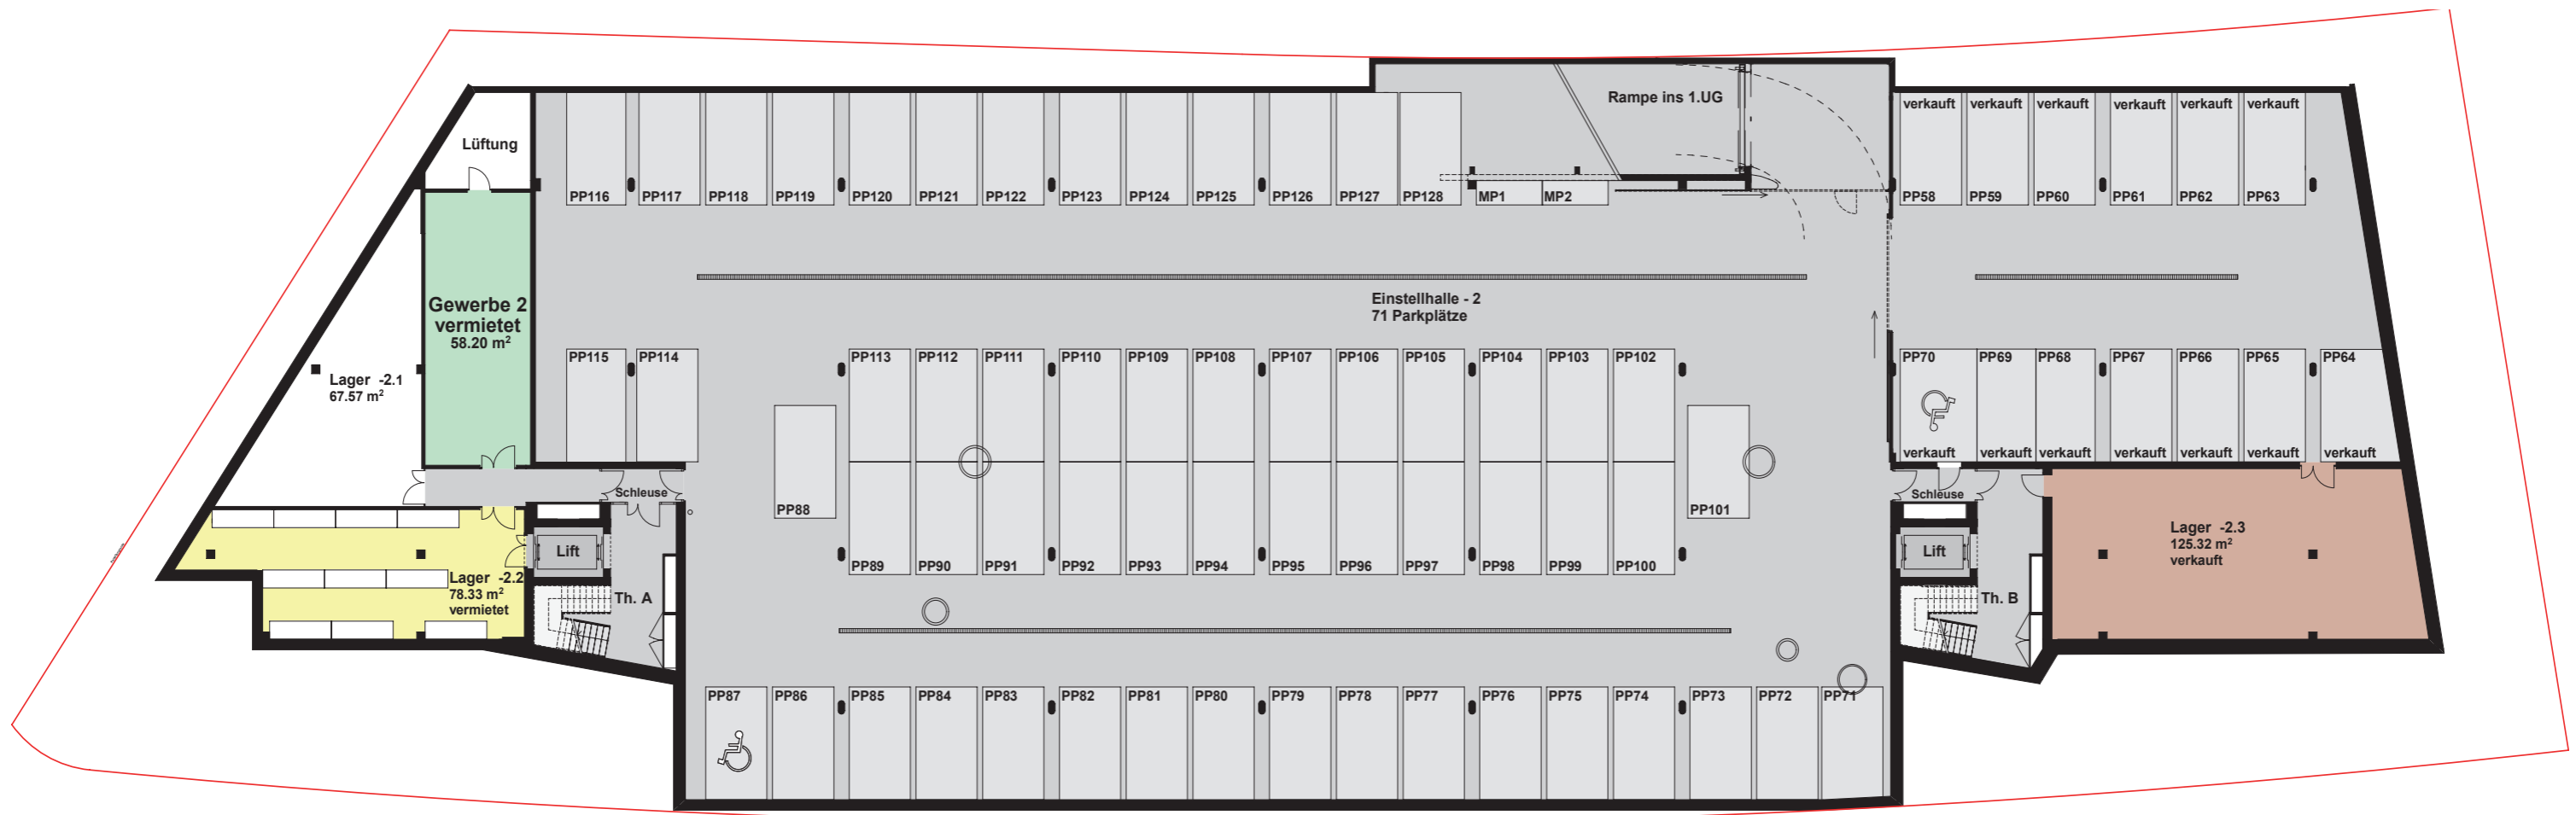 Rampe ins 1.UG
verkauft verkauft verkauft verkauft verkauft verkauft
Lüftung
PP116 PP117 PP118 PP119 PP120 PP121 PP122 PP123 PP124 PP125 PP126 PP127 PP128 MP1 MP2 PP58 PP59 PP60 PP61 PP62 PP63
Gewerbe 2
vermietet
58.20 m²
Einstellhalle - 2
71 Parkplätze
PP115 PP114 PP113 PP112 PP111 PP110 PP109 PP108 PP107 PP106 PP105 PP104 PP103 PP102 PP70 PP69 PP68 PP67 PP66 PP65 PP64
Lager -2.1
67.57 m²
verkauft verkauft verkauft verkauft verkauft verkauft verkauft
Schleuse
Schleuse
PP88 PP101
Lift
Lift
Lager -2.3
125.32 m²
verkauft
PP89 PP90 PP91 PP92 PP93 PP94 PP95 PP96 PP97 PP98 PP99 PP100
Lager -2.2
78.33 m²
vermietet
Th. A
Th. B
PP87 PP86 PP85 PP84 PP83 PP82 PP81 PP80 PP79 PP78 PP77 PP76 PP75 PP74 PP73 PP72 PP71